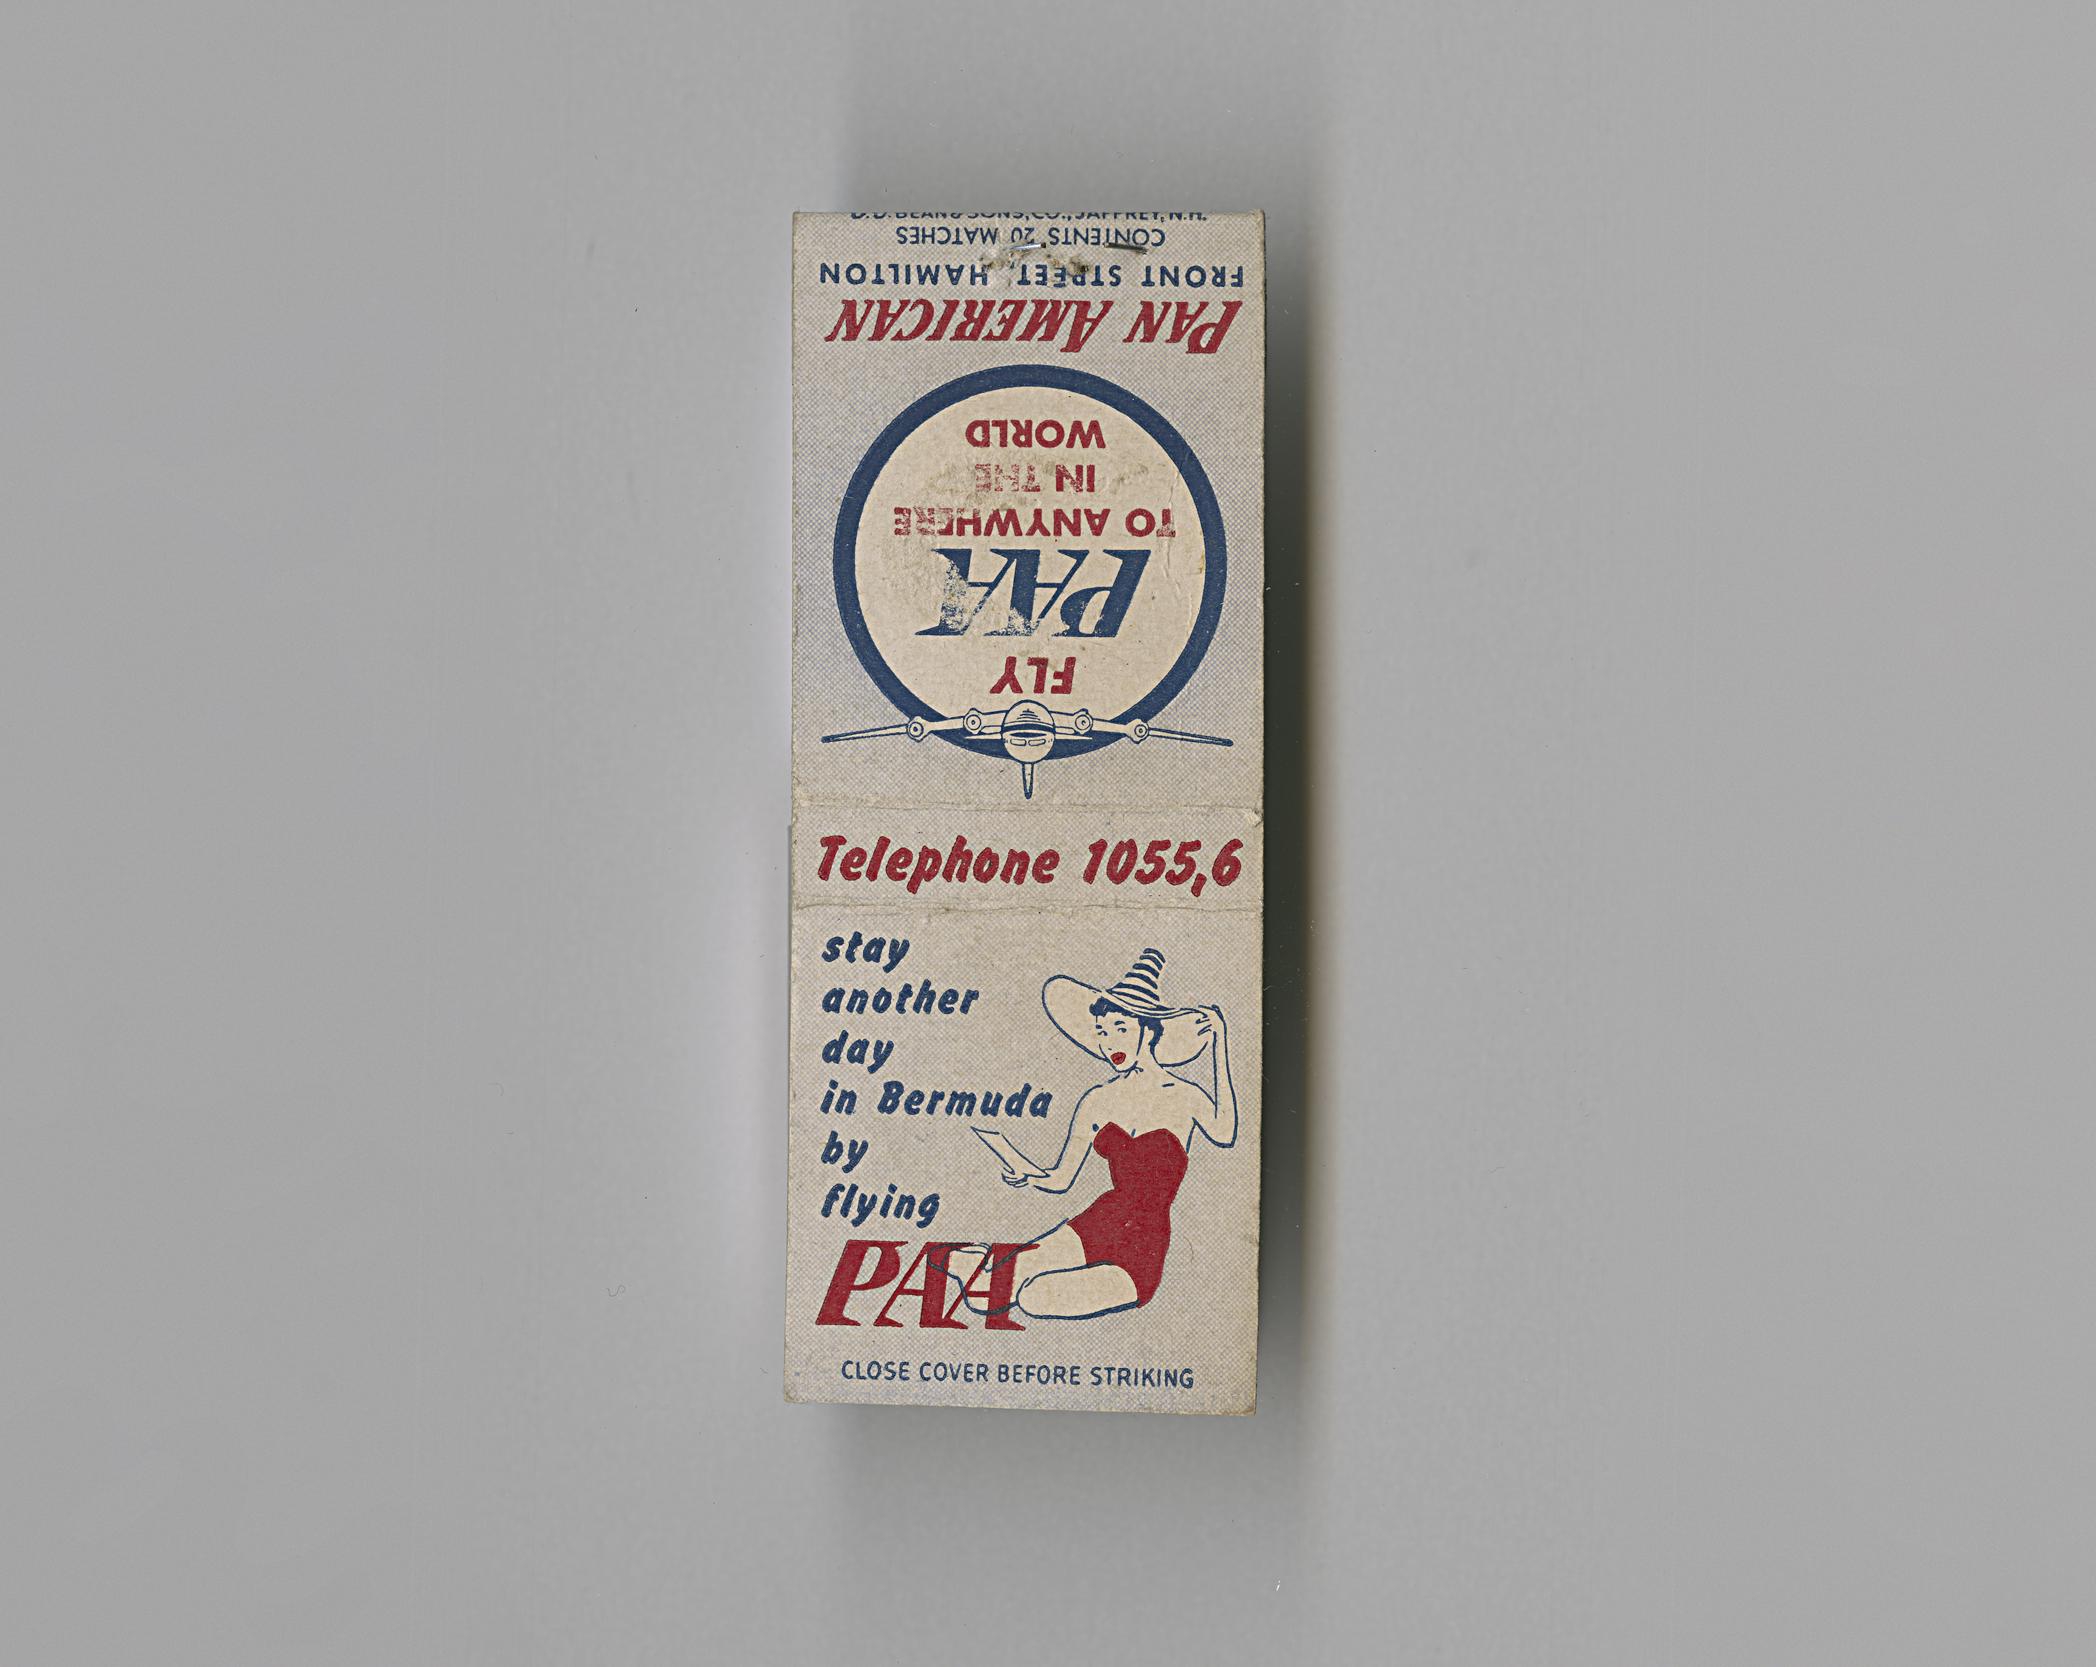 FLY
PAA
TO ANYWHERE
IN THE
WORLD
PAN AMERICAN
FRONT STREET, HAMILTON
CONTENTS 20 MATCHES
D.D. BEAN & SONS, CO., JAFFREY, N.H.
Telephone 1055,6
stay
another
day
in Bermuda
by
flying
PAA
CLOSE COVER BEFORE STRIKING